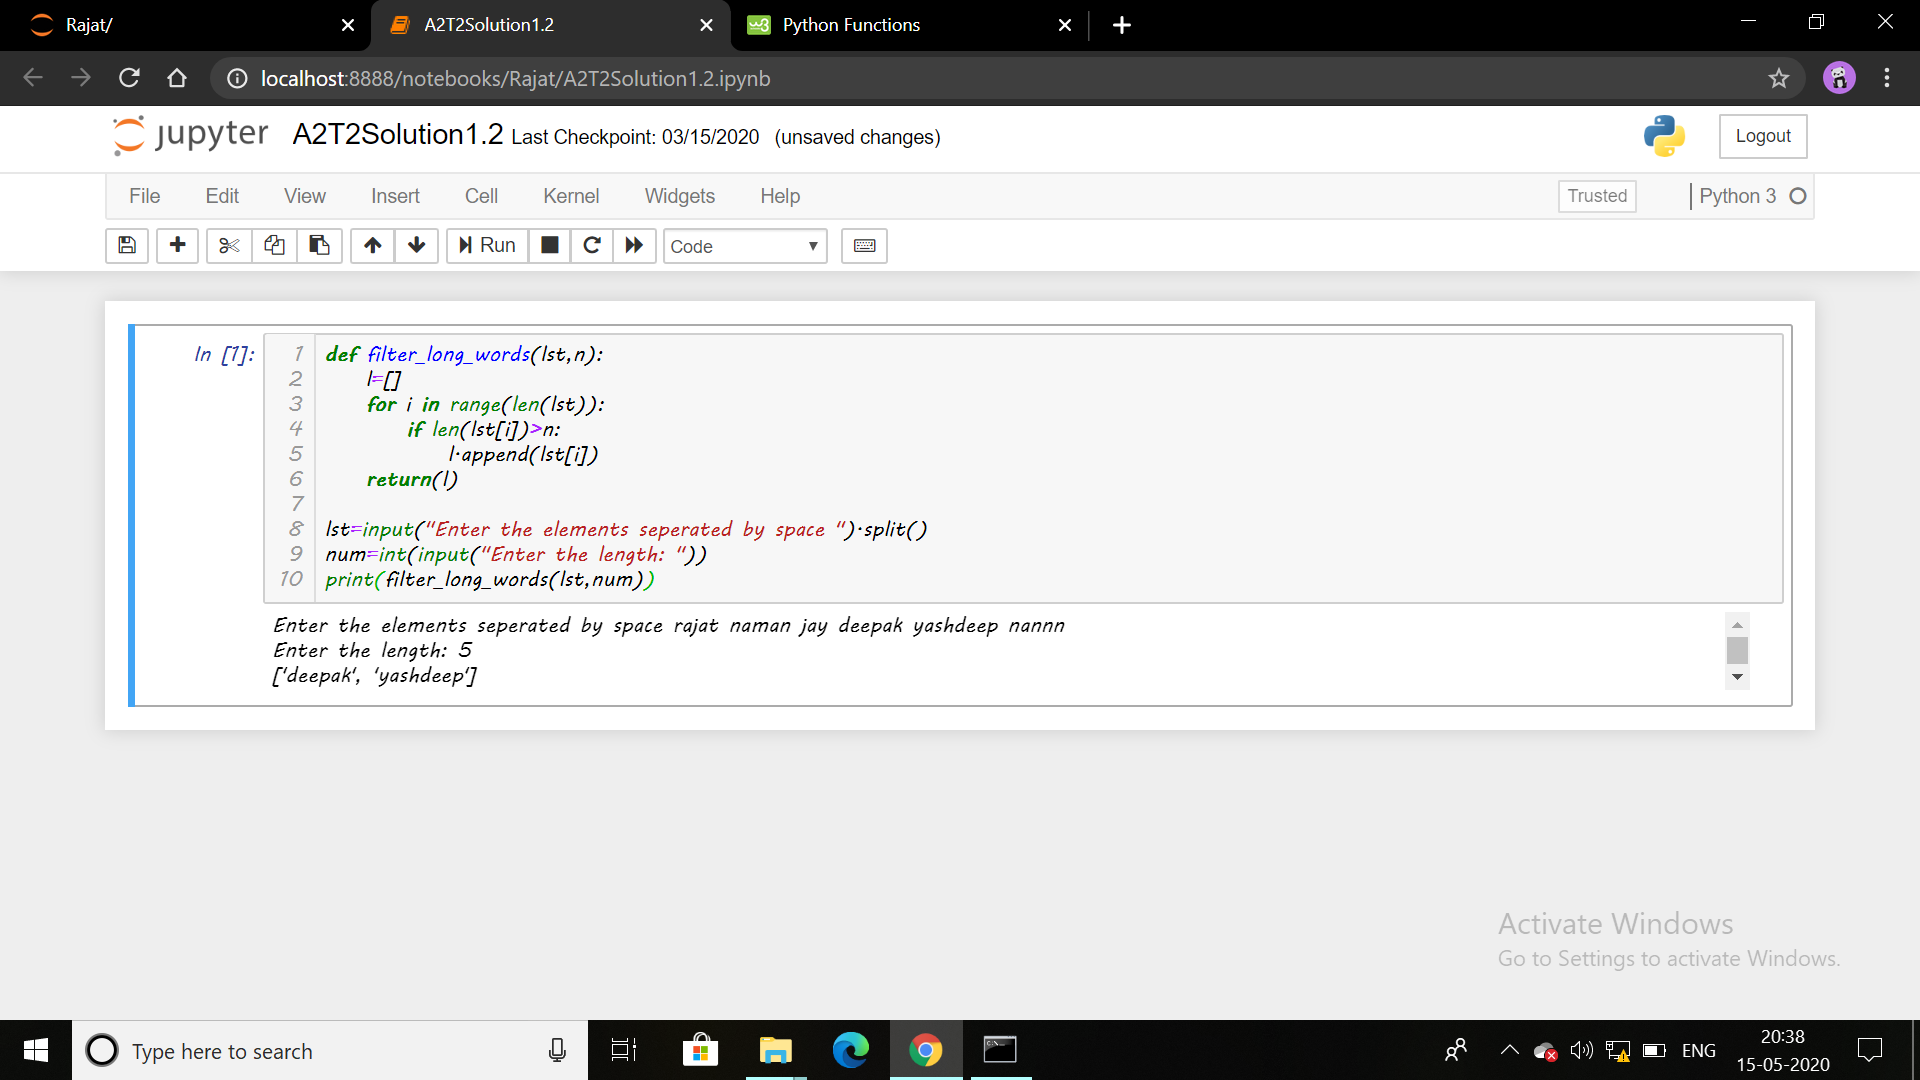 Rajat/
A2T2Solution1.2
Python Functions
localhost:8888/notebooks/Rajat/A2T2Solution1.2.ipynb
jupyter A2T2Solution1.2 Last Checkpoint: 03/15/2020 (unsaved changes)
Logout
File Edit View Insert Cell Kernel Widgets Help Trusted Python 3
Run Code
In [1]:
1 def filter_long_words(lst,n):
2 l=[]
3 for i in range(len(lst)):
4 if len(lst[i])>n:
5 l.append(lst[i])
6 return(l)
7
8 lst=input("Enter the elements seperated by space ").split()
9 num=int(input("Enter the length: "))
10 print(filter_long_words(lst,num))
Enter the elements seperated by space rajat naman jay deepak yashdeep nannn
Enter the length: 5
['deepak', 'yashdeep']
Activate Windows
Go to Settings to activate Windows.
Type here to search
ENG
20:38
15-05-2020